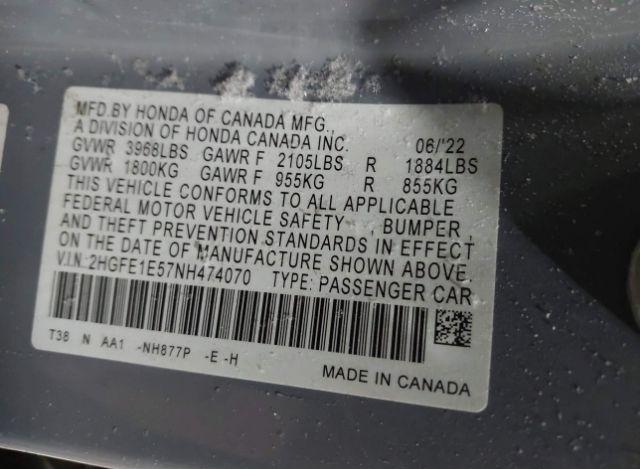 MFD.BY HONDA OF CANADA MFG.,
A DIVISION OF HONDA CANADA INC. 06/'22
GVWR 3968LBS GAWR F 2105LBS R 1884LBS
GVWR 1800KG GAWR F 955KG R 855KG
THIS VEHICLE CONFORMS TO ALL APPLICABLE
FEDERAL MOTOR VEHICLE SAFETY, BUMPER,
AND THEFT PREVENTION STANDARDS IN EFFECT
ON THE DATE OF MANUFACTURE SHOWN ABOVE.
V.I.N. 2HGFE1E57NH474070 TYPE: PASSENGER CAR
T38 N AA1 -NH877P -E -H
MADE IN CANADA